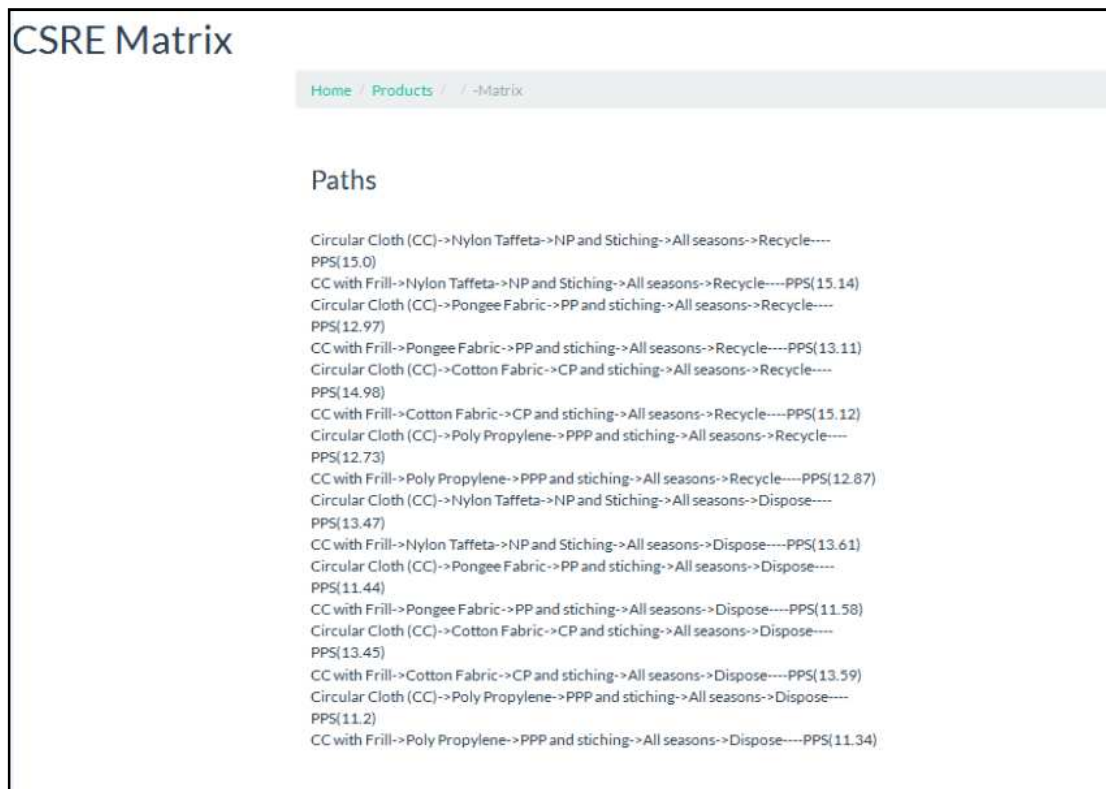 CSRE Matrix
Home / Products / / -Matrix
Paths
Circular Cloth (CC)->Nylon Taffeta->NP and Stiching->All seasons->Recycle----
PPS(15.0)
CC with Frill->Nylon Taffeta->NP and Stiching->All seasons->Recycle----PPS(15.14)
Circular Cloth (CC)->Pongee Fabric->PP and stiching->All seasons->Recycle----
PPS(12.97)
CC with Frill->Pongee Fabric->PP and stiching->All seasons->Recycle----PPS(13.11)
Circular Cloth (CC)->Cotton Fabric->CP and stiching->All seasons->Recycle----
PPS(14.98)
CC with Frill->Cotton Fabric->CP and stiching->All seasons->Recycle----PPS(15.12)
Circular Cloth (CC)->Poly Propylene->PPP and stiching->All seasons->Recycle----
PPS(12.73)
CC with Frill->Poly Propylene->PPP and stiching->All seasons->Recycle----PPS(12.87)
Circular Cloth (CC)->Nylon Taffeta->NP and Stiching->All seasons->Dispose----
PPS(13.47)
CC with Frill->Nylon Taffeta->NP and Stiching->All seasons->Dispose----PPS(13.61)
Circular Cloth (CC)->Pongee Fabric->PP and stiching->All seasons->Dispose----
PPS(11.44)
CC with Frill->Pongee Fabric->PP and stiching->All seasons->Dispose----PPS(11.58)
Circular Cloth (CC)->Cotton Fabric->CP and stiching->All seasons->Dispose----
PPS(13.45)
CC with Frill->Cotton Fabric->CP and stiching->All seasons->Dispose----PPS(13.59)
Circular Cloth (CC)->Poly Propylene->PPP and stiching->All seasons->Dispose----
PPS(11.2)
CC with Frill->Poly Propylene->PPP and stiching->All seasons->Dispose----PPS(11.34)